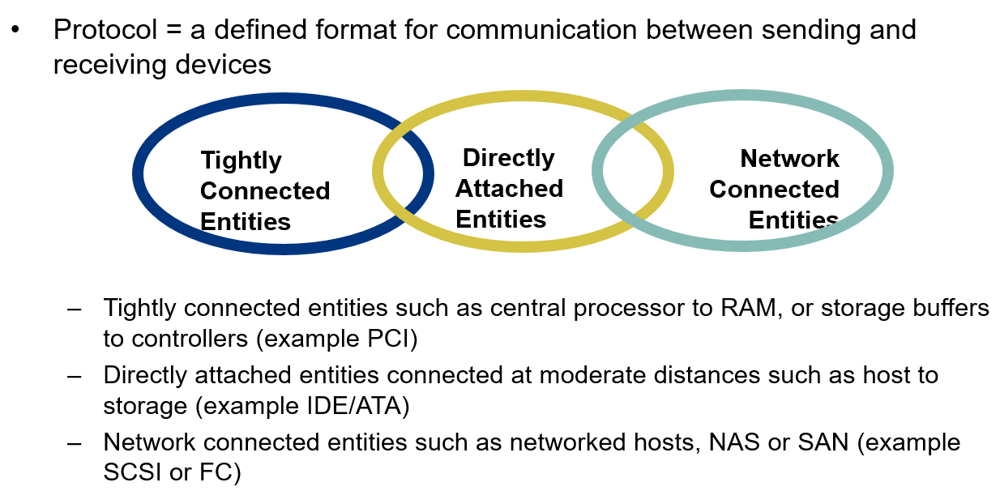 • Protocol = a defined format for communication between sending and
receiving devices
Tightly
Connected
Entities
Directly
Attached
Entities
Network
Connected
Entities
– Tightly connected entities such as central processor to RAM, or storage buffers
to controllers (example PCI)
– Directly attached entities connected at moderate distances such as host to
storage (example IDE/ATA)
– Network connected entities such as networked hosts, NAS or SAN (example
SCSI or FC)